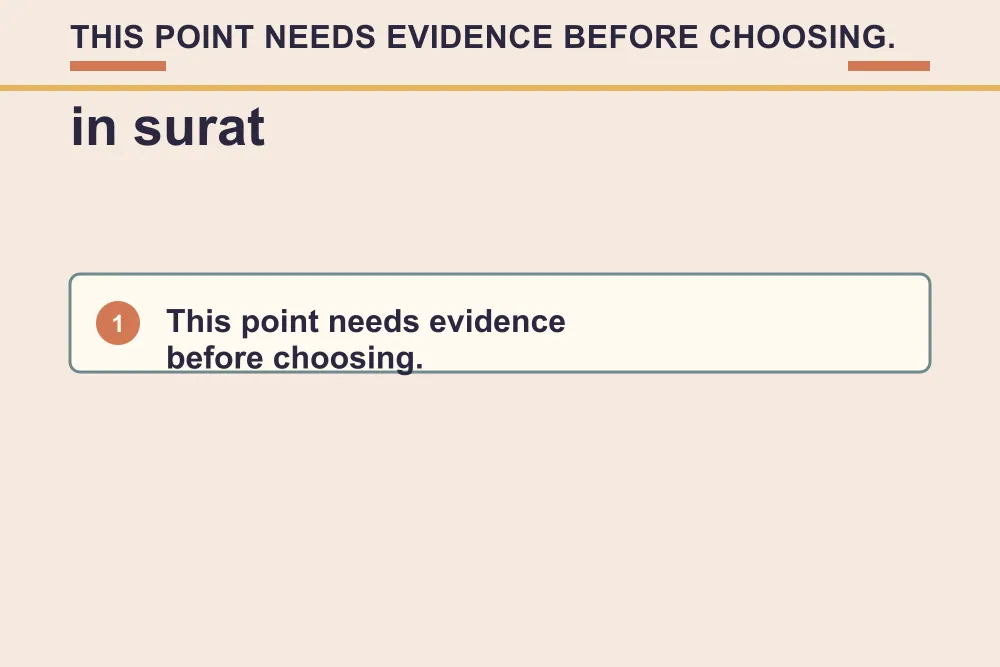 THIS POINT NEEDS EVIDENCE BEFORE CHOOSING.
in surat
1
This point needs evidence
before choosing.